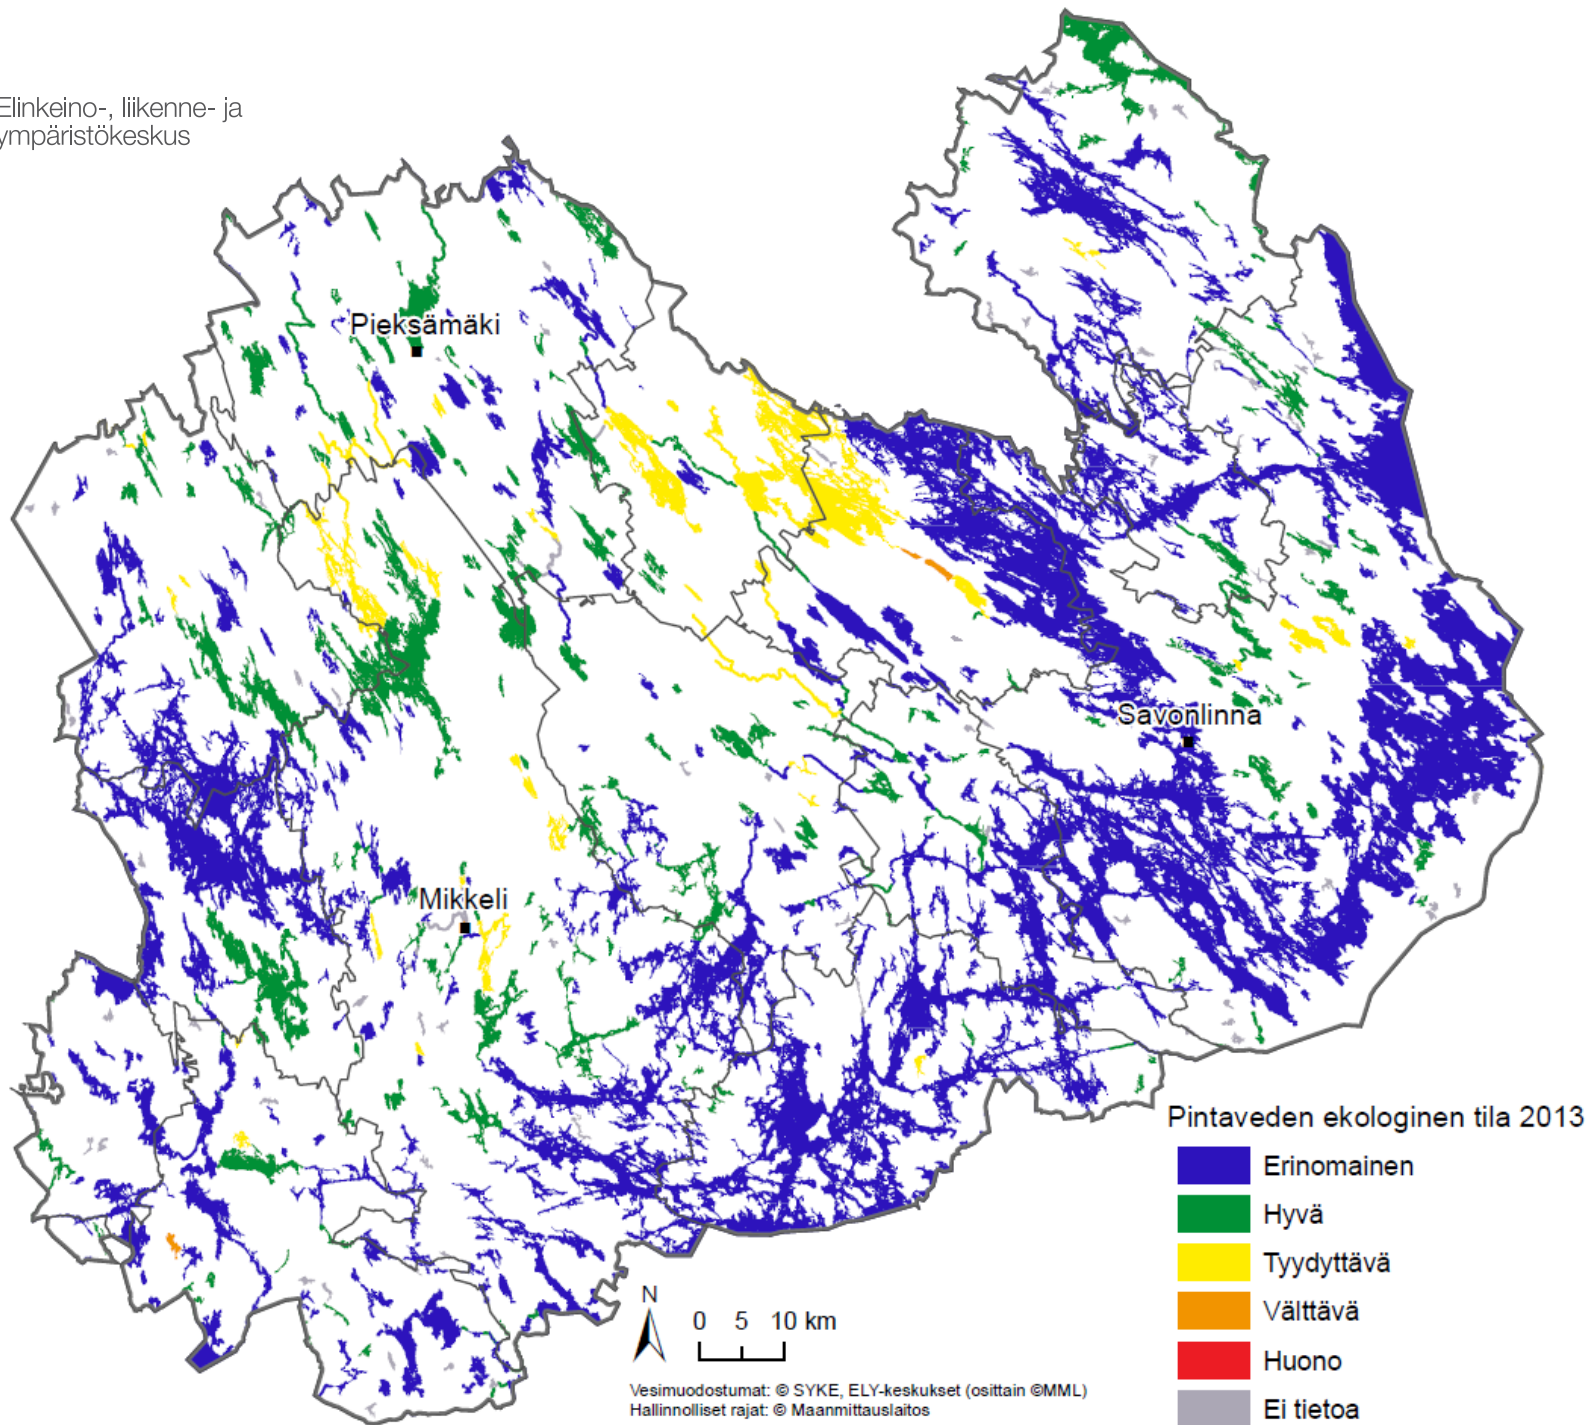 Elinkeino-, liikenne- ja
ympäristökeskus
Pieksämäki
Savonlinna
Mikkeli
Pintaveden ekologinen tila 2013
Erinomainen
Hyvä
Tyydyttävä
Välttävä
Huono
Ei tietoa
N
0 5 10 km
Vesimuodostumat: © SYKE, ELY-keskukset (osittain ©MML)
Hallinnolliset rajat: © Maanmittauslaitos